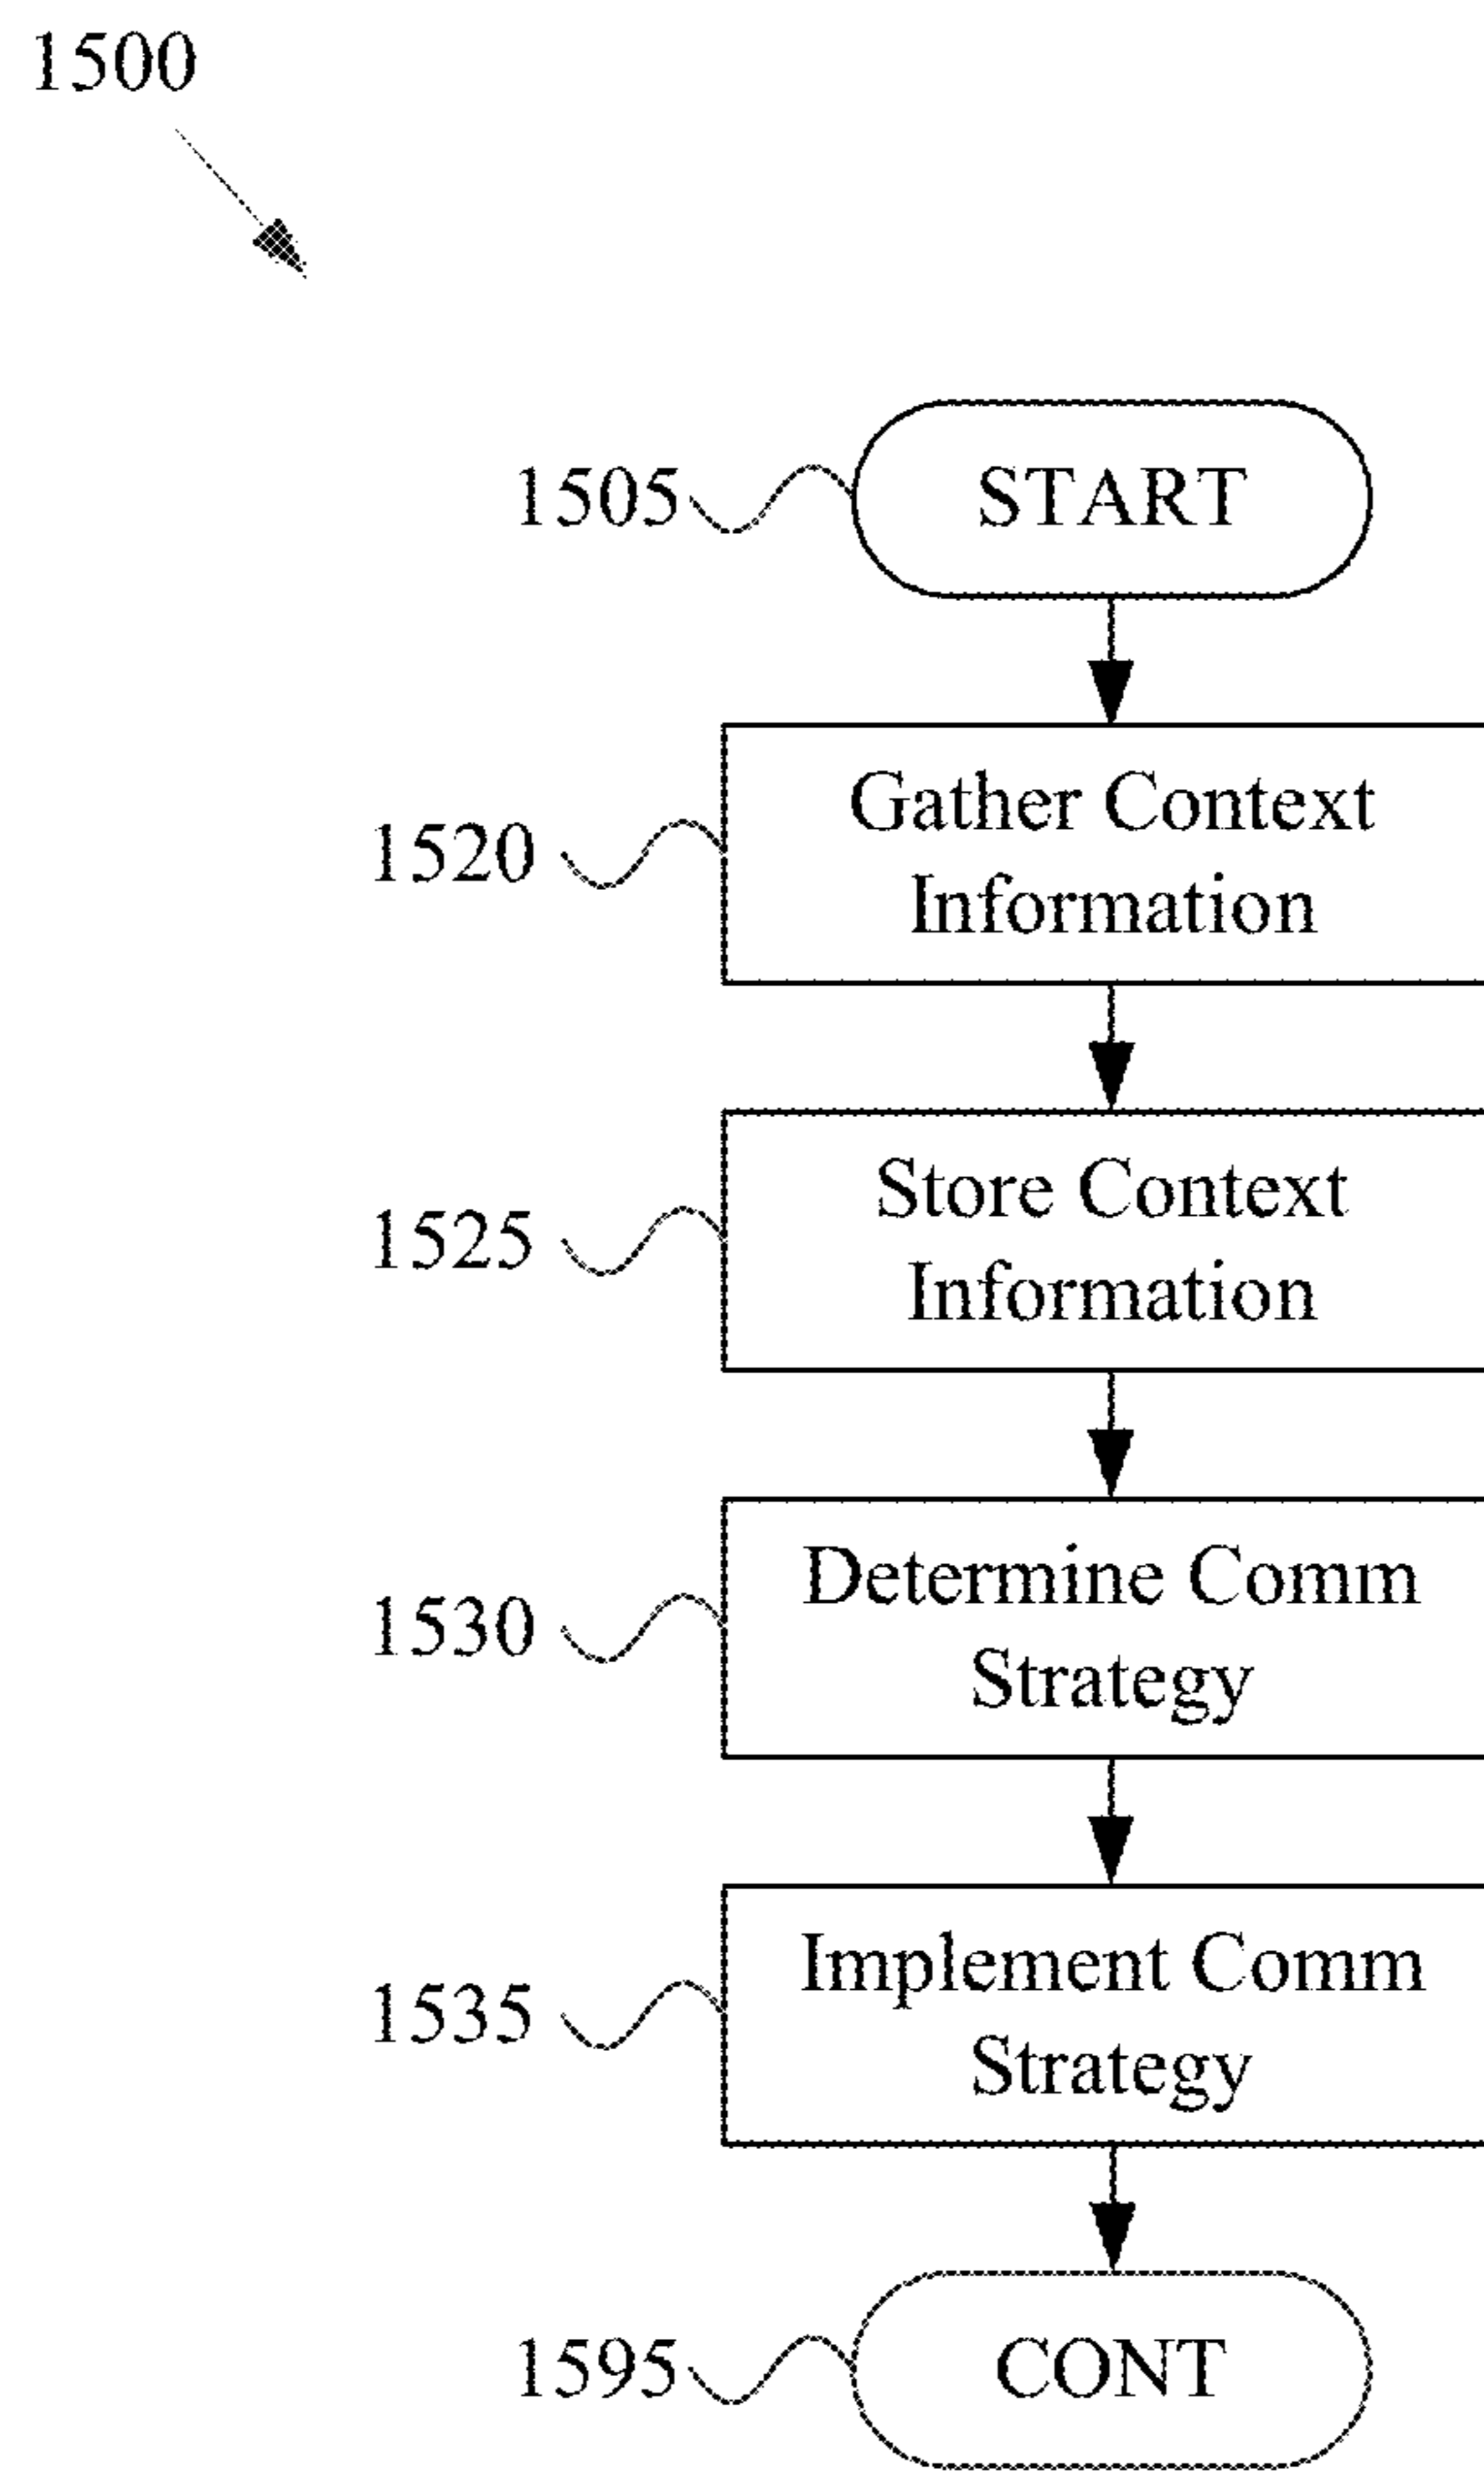 1500
1505 START
1520
Gather Context
Information
1525
Store Context
Information
1530
Determine Comm
Strategy
1535
Implement Comm
Strategy
1595 CONT